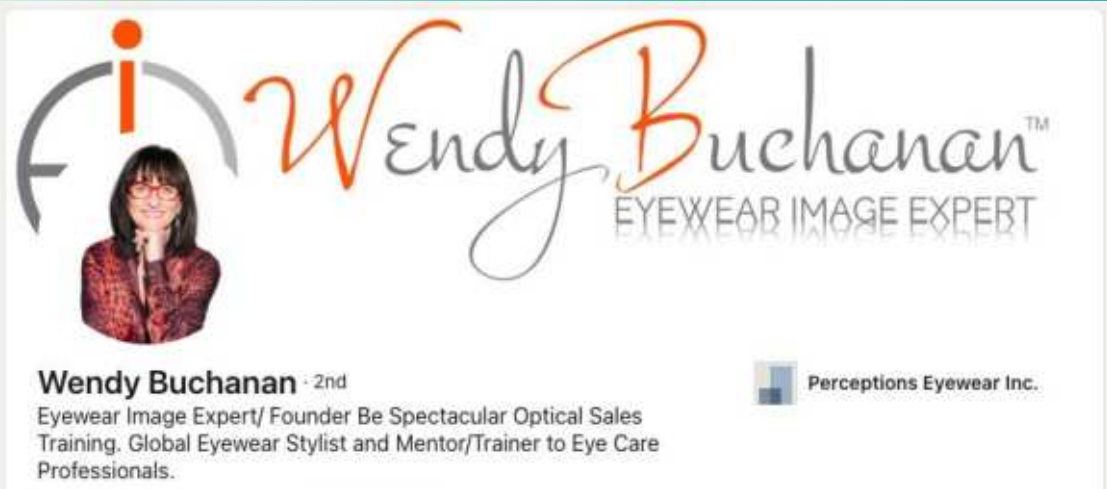 Wendy Buchanan™
EYEWEAR IMAGE EXPERT
Wendy Buchanan · 2nd
Perceptions Eyewear Inc.
Eyewear Image Expert/ Founder Be Spectacular Optical Sales
Training. Global Eyewear Stylist and Mentor/Trainer to Eye Care
Professionals.